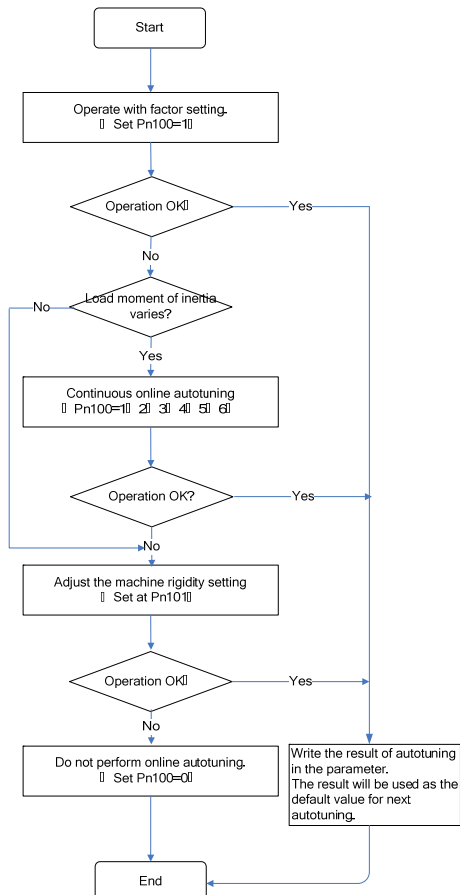 Start
Operate with factor setting.
▯ Set Pn100=1▯
Operation OK▯
Yes
No
Load moment of inertia
varies?
No
Yes
Continuous online autotuning
▯ Pn100=1▯ 2▯ 3▯ 4▯ 5▯ 6▯
Operation OK?
Yes
No
Adjust the machine rigidity setting
▯ Set at Pn101▯
Operation OK▯
Yes
No
Do not perform online autotuning.
▯ Set Pn100=0▯
Write the result of autotuning
in the parameter.
The result will be used as the
default value for next
autotuning.
End